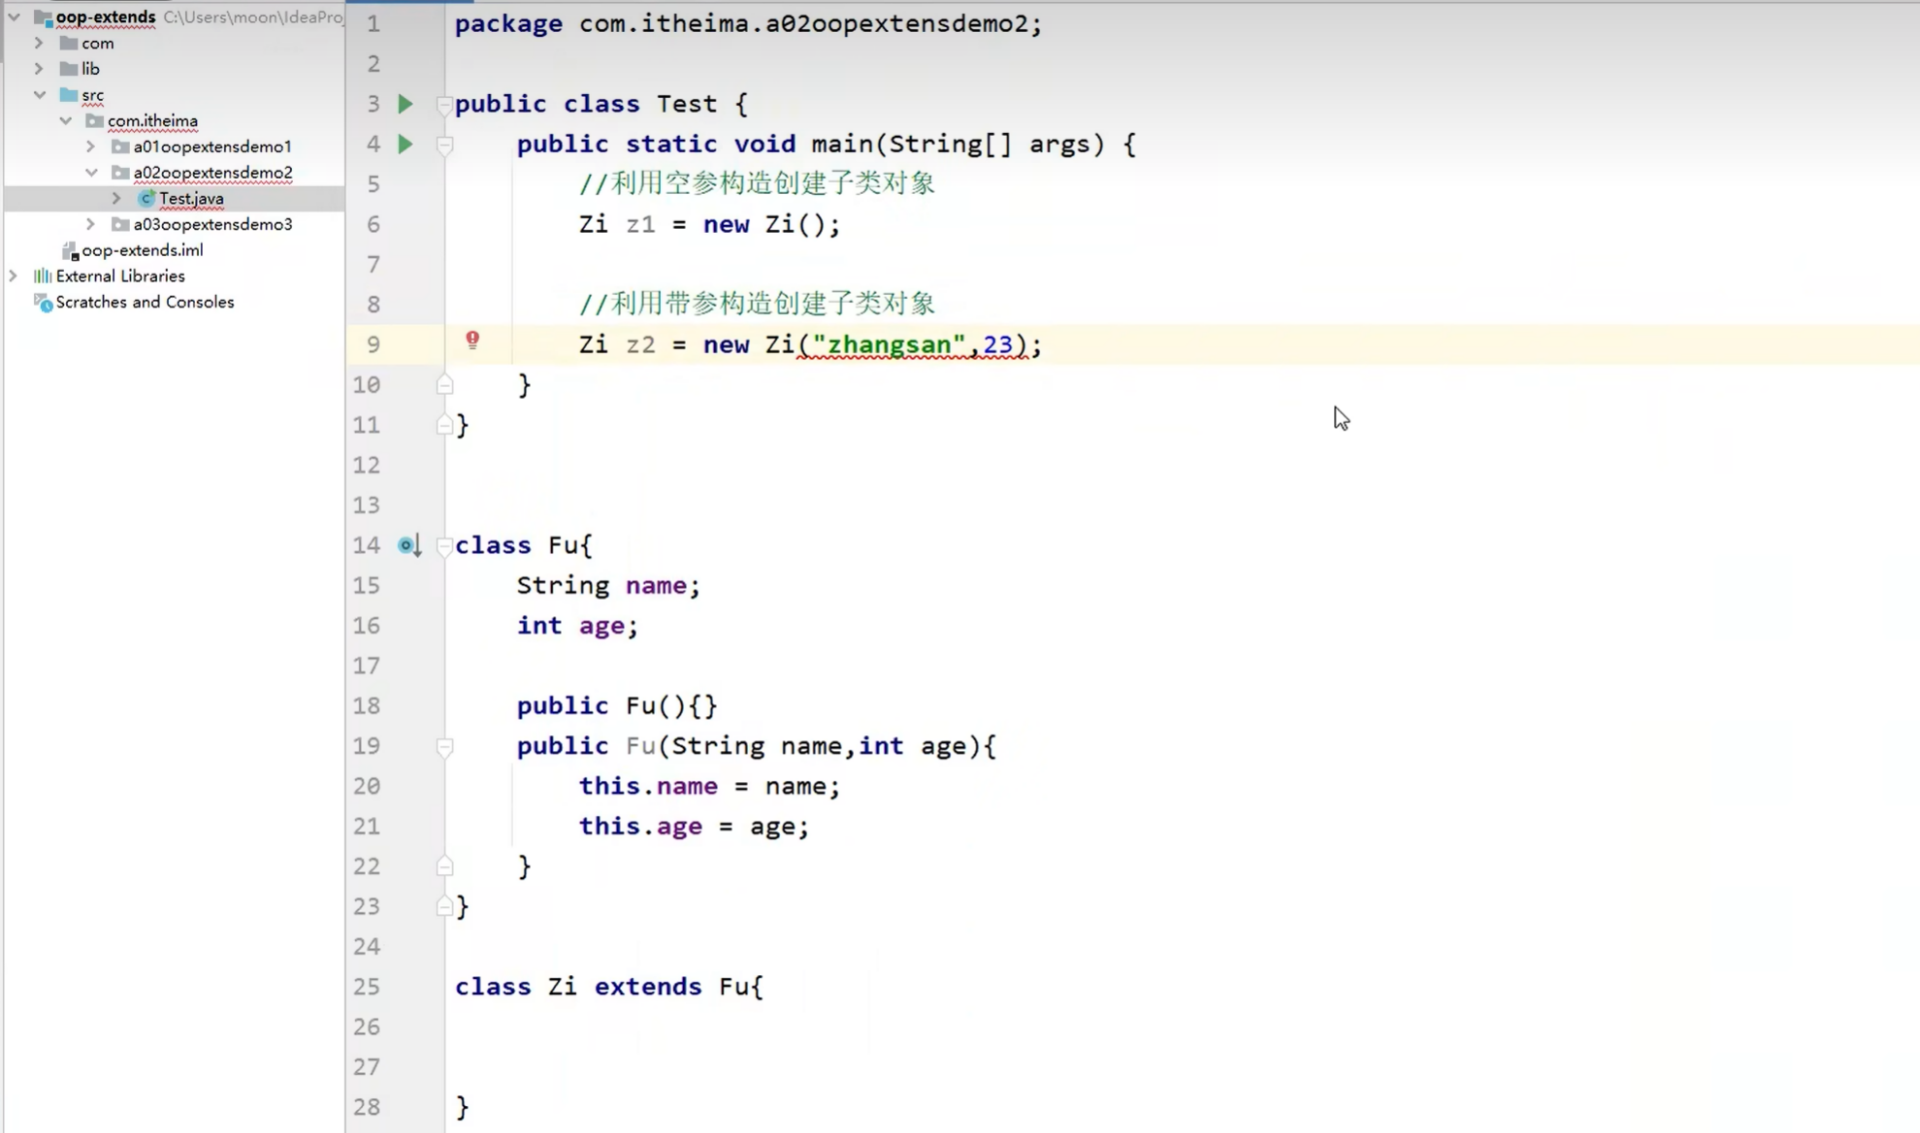 oop-extends C:\Users\moon\IdeaPro
com
lib
src
com.itheima
a01oopextensdemo1
a02oopextensdemo2
Test.java
a03oopextensdemo3
oop-extends.iml
External Libraries
Scratches and Consoles
1 package com.itheima.a02oopextensdemo2;
2
3 public class Test {
4 public static void main(String[] args) {
5 //利用空参构造创建子类对象
6 Zi z1 = new Zi();
7
8 //利用带参构造创建子类对象
9 Zi z2 = new Zi("zhangsan",23);
10 }
11 }
12
13
14 class Fu{
15 String name;
16 int age;
17
18 public Fu(){}
19 public Fu(String name,int age){
20 this.name = name;
21 this.age = age;
22 }
23 }
24
25 class Zi extends Fu{
26
27
28 }